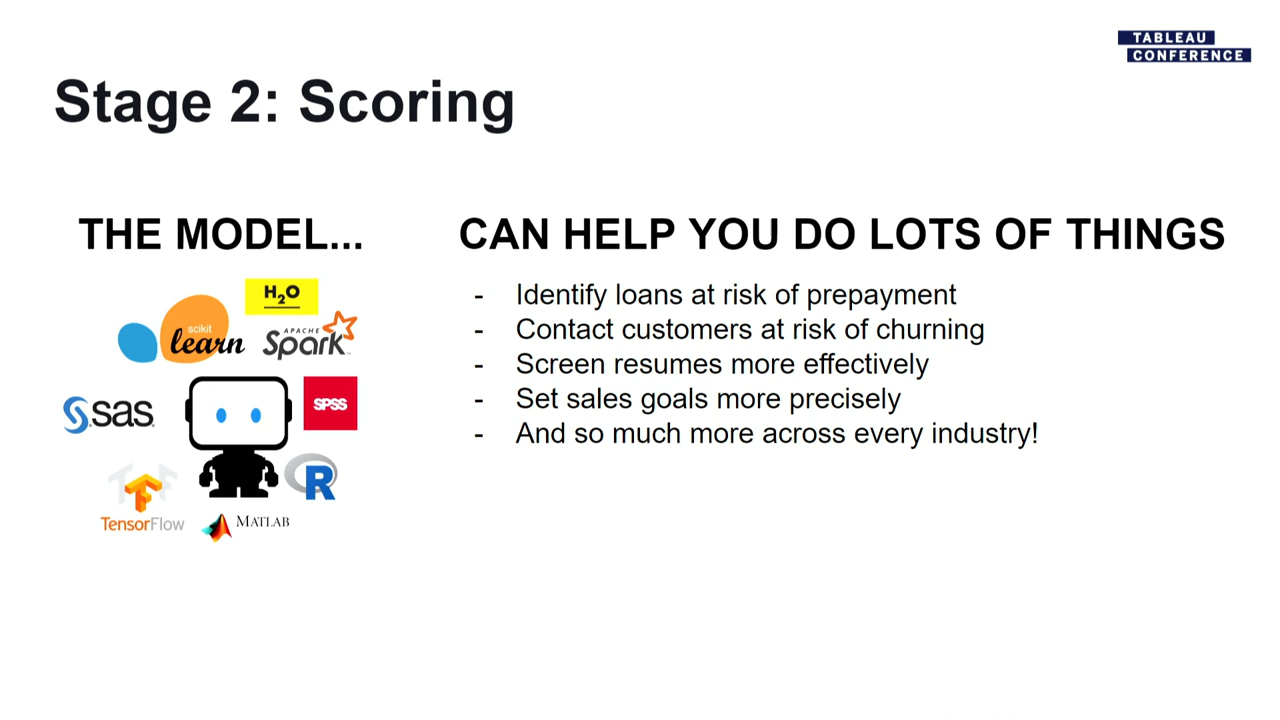 TABLEAU
CONFERENCE
Stage 2: Scoring
THE MODEL...
CAN HELP YOU DO LOTS OF THINGS
H2O
scikit
learn
APACHE
Spark
sas
SPSS
R
TensorFlow
MATLAB
- Identify loans at risk of prepayment
- Contact customers at risk of churning
- Screen resumes more effectively
- Set sales goals more precisely
- And so much more across every industry!